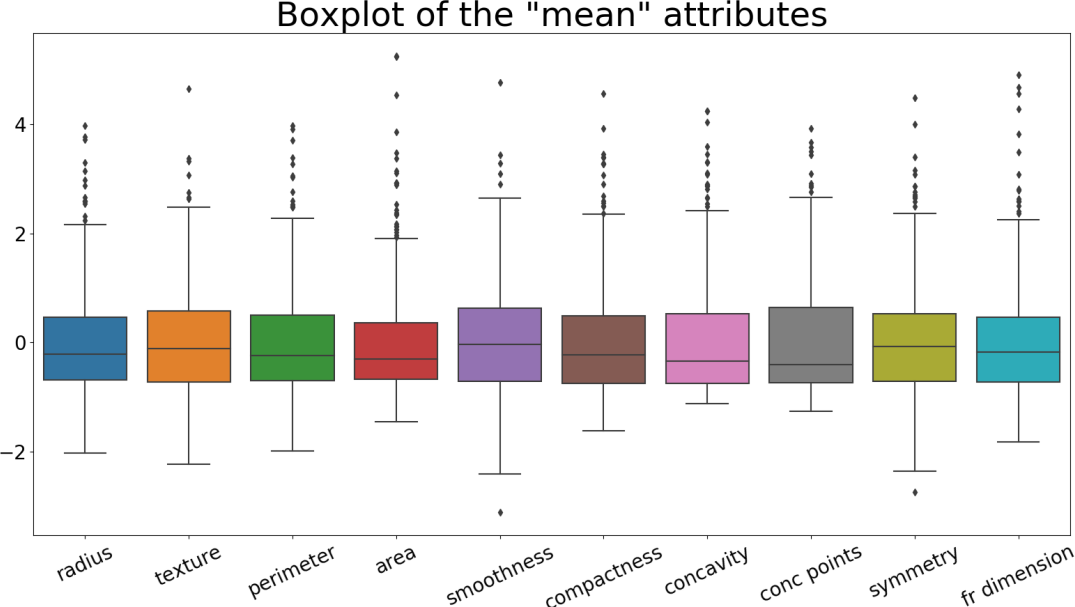 Boxplot of the "mean" attributes
4
2
0
−2
radius texture perimeter area smoothness compactness concavity conc points symmetry fr dimension